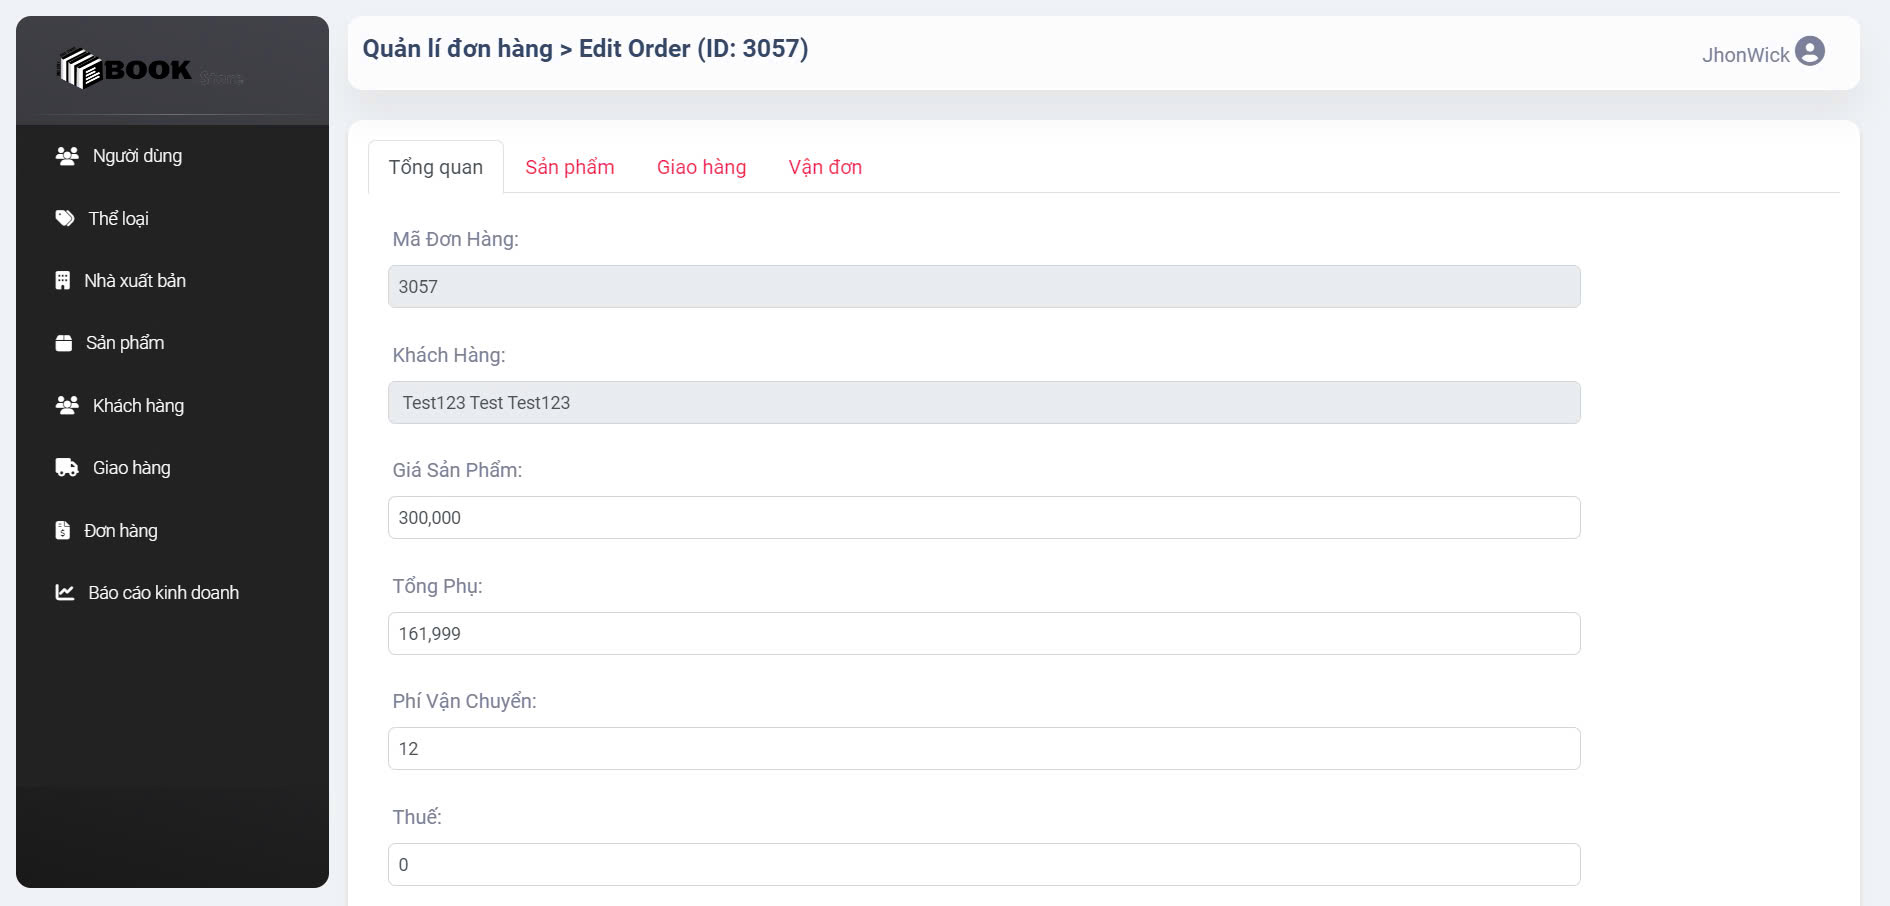 BOOK Store
Người dùng
Thể loại
Nhà xuất bản
Sản phẩm
Khách hàng
Giao hàng
Đơn hàng
Báo cáo kinh doanh
Quản lí đơn hàng > Edit Order (ID: 3057)
JhonWick
Tổng quan Sản phẩm Giao hàng Vận đơn
Mã Đơn Hàng:
3057
Khách Hàng:
Test123 Test Test123
Giá Sản Phẩm:
300,000
Tổng Phụ:
161,999
Phí Vận Chuyển:
12
Thuế:
0